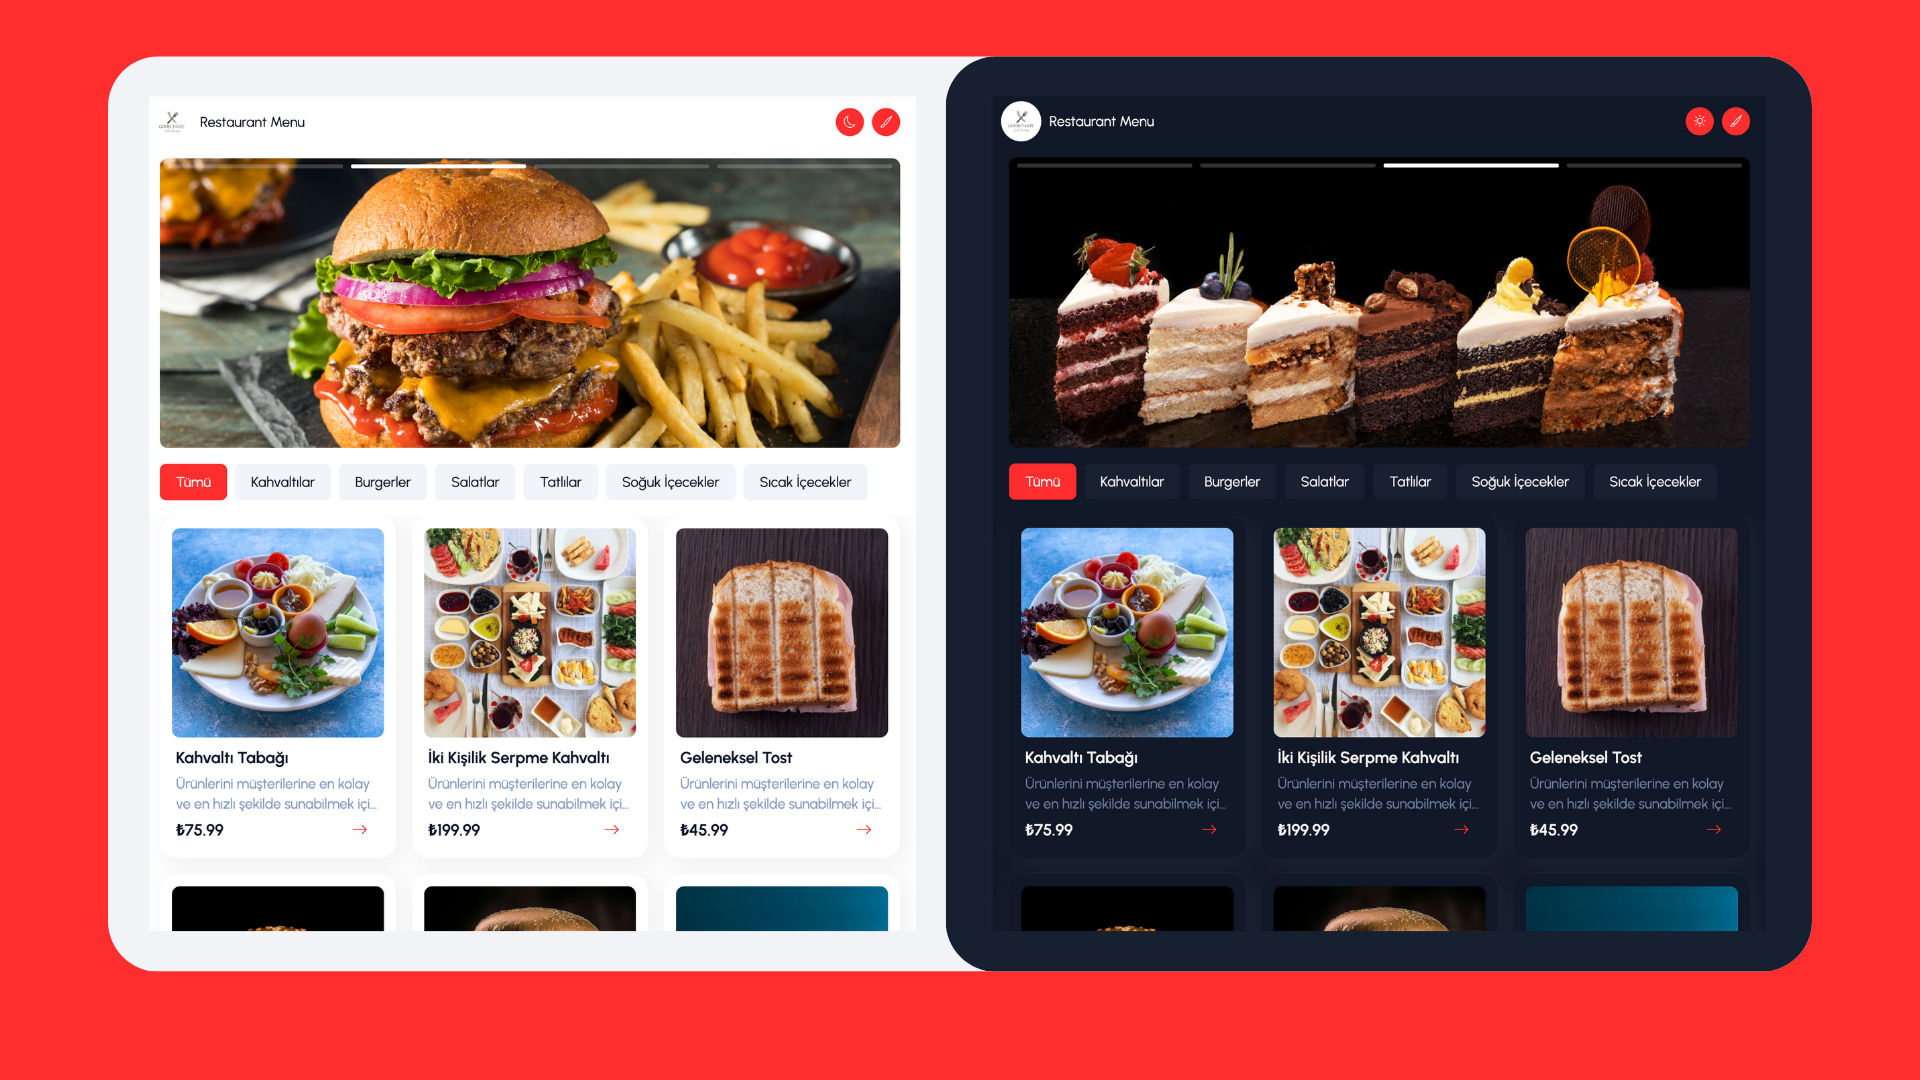 GOOD TASTE
Restaurant Menu
Tümü
Kahvaltılar
Burgerler
Salatlar
Tatlılar
Soğuk İçecekler
Sıcak İçecekler
Kahvaltı Tabağı
Ürünlerini müşterilerine en kolay
ve en hızlı şekilde sunabilmek içi...
₺75.99
İki Kişilik Serpme Kahvaltı
Ürünlerini müşterilerine en kolay
ve en hızlı şekilde sunabilmek içi...
₺199.99
Geleneksel Tost
Ürünlerini müşterilerine en kolay
ve en hızlı şekilde sunabilmek içi...
₺45.99
GOOD TASTE
Restaurant Menu
Tümü
Kahvaltılar
Burgerler
Salatlar
Tatlılar
Soğuk İçecekler
Sıcak İçecekler
Kahvaltı Tabağı
Ürünlerini müşterilerine en kolay
ve en hızlı şekilde sunabilmek içi...
₺75.99
İki Kişilik Serpme Kahvaltı
Ürünlerini müşterilerine en kolay
ve en hızlı şekilde sunabilmek içi...
₺199.99
Geleneksel Tost
Ürünlerini müşterilerine en kolay
ve en hızlı şekilde sunabilmek içi...
₺45.99